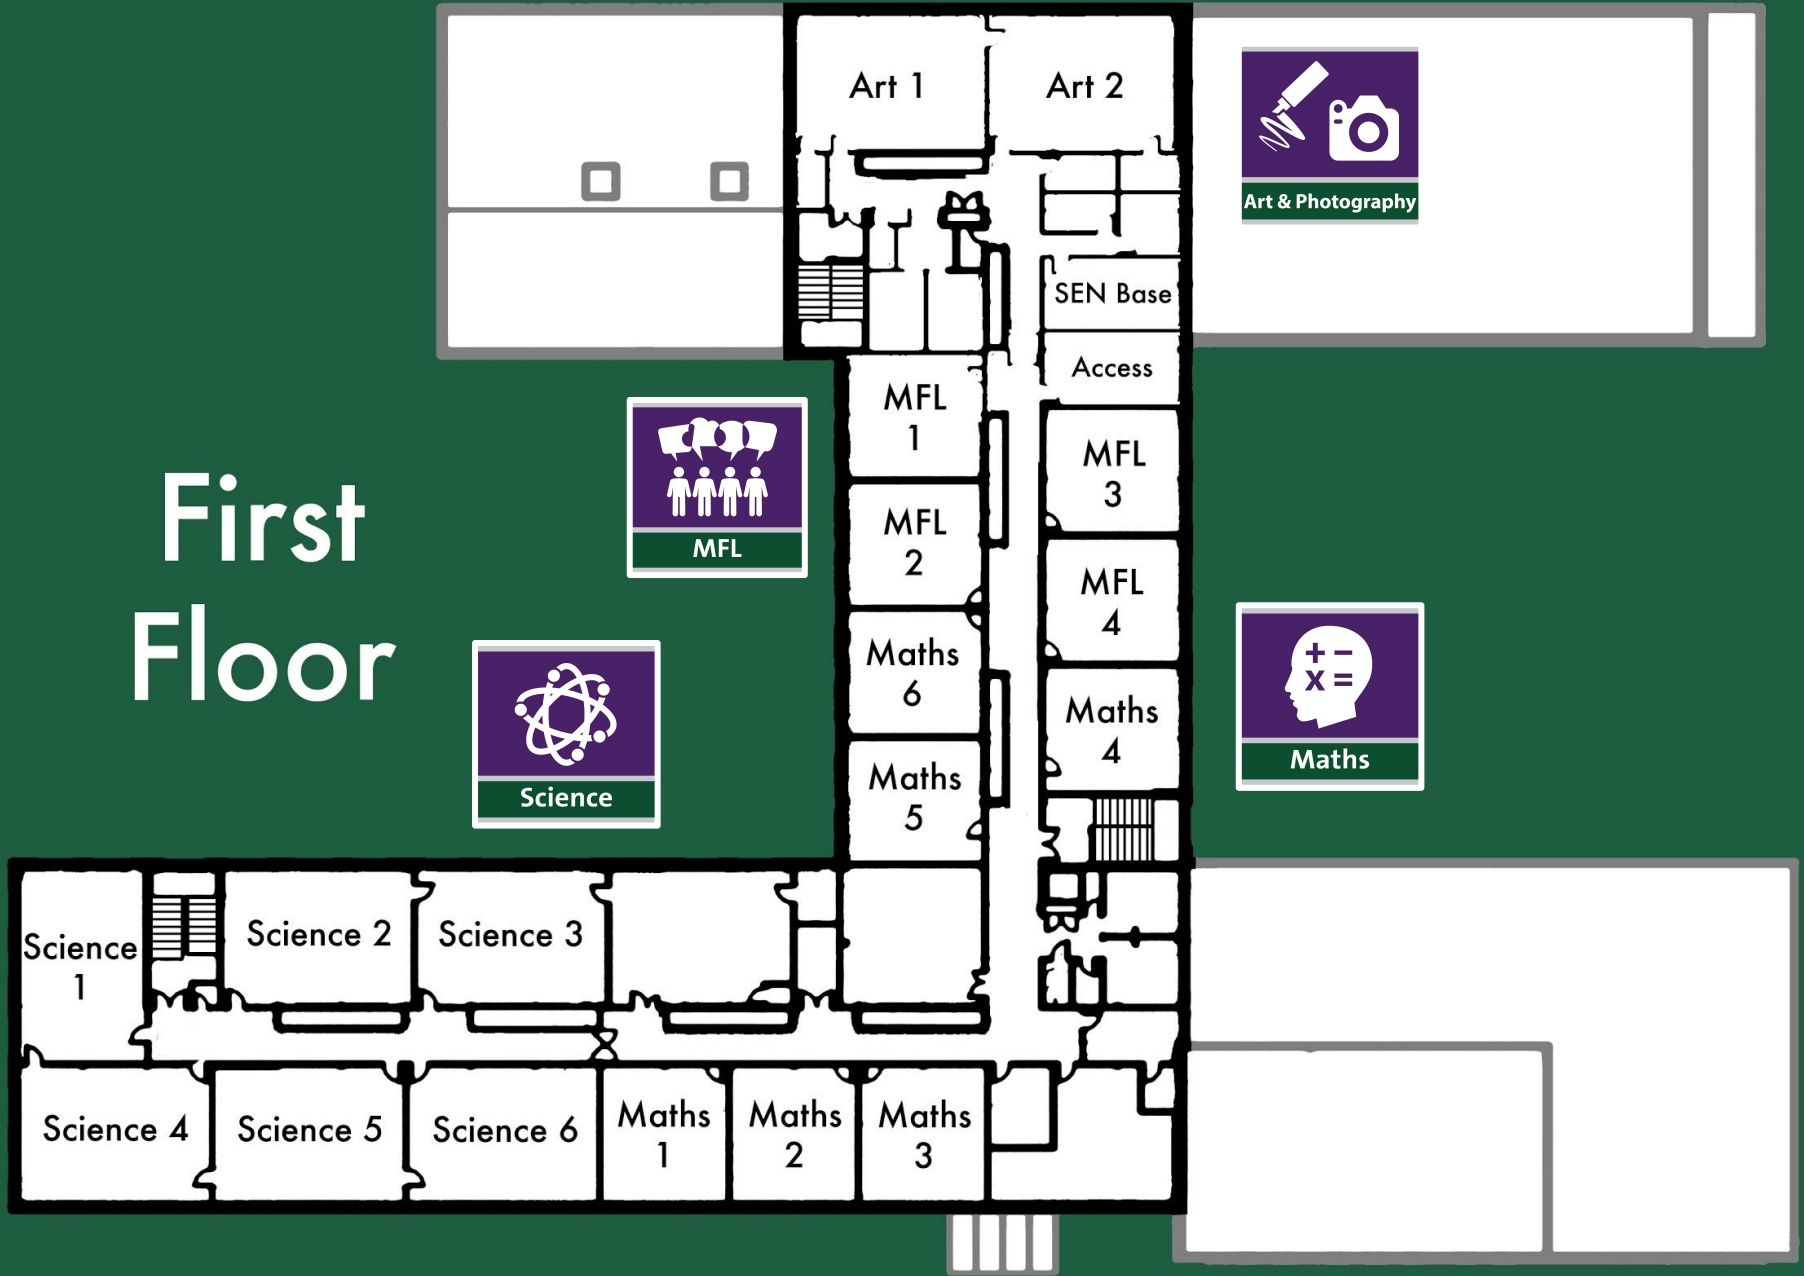 First
Floor
Art 1
Art 2
Art & Photography
SEN Base
Access
MFL
1
MFL
2
MFL
3
MFL
4
MFL
Maths
6
Maths
5
Maths
4
+ −
x =
Maths
Science
Science
1
Science 2
Science 3
Science 4
Science 5
Science 6
Maths
1
Maths
2
Maths
3